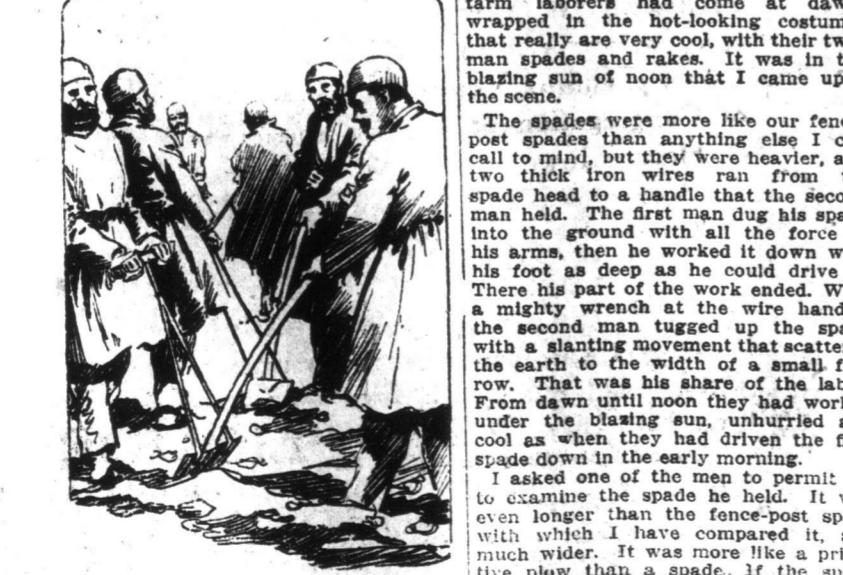 farm laborers had come at daw
wrapped in the hot-looking costum
that really are very cool, with their tw
man spades and rakes. It was in t
blazing sun of noon that I came up
the scene.
The spades were more like our fenc
post spades than anything else I c
call to mind, but they were heavier, a
two thick iron wires ran from
spade head to a handle that the seco
man held. The first man dug his spa
into the ground with all the force
his arms, then he worked it down w
his foot as deep as he could drive
There his part of the work ended. W
a mighty wrench at the wire hand
the second man tugged up the spa
with a slanting movement that scatte
the earth to the width of a small f
row. That was his share of the lab
From dawn until noon they had work
under the blazing sun, unhurried a
cool as when they had driven the f
spade down in the early morning.
I asked one of the men to permit
to examine the spade he held. It w
even longer than the fence-post sp
with which I have compared it, a
much wider. It was more like a pri
tive plow than a spade. If the